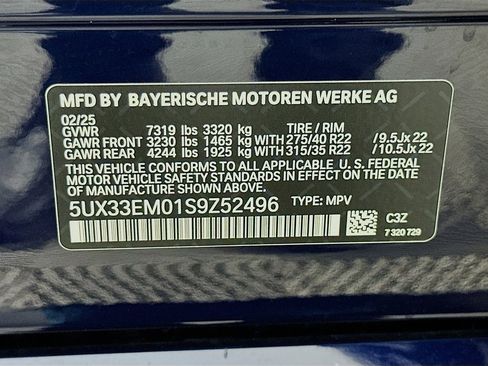 MFD BY BAYERISCHE MOTOREN WERKE AG
02/25
GVWR 7319 lbs 3320 kg TIRE / RIM
GAWR FRONT 3230 lbs 1465 kg WITH 275/40 R22 /9.5Jx22
GAWR REAR 4244 lbs 1925 kg WITH 315/35 R22 /10.5Jx22
THIS VEHICLE CONFORMS TO ALL APPLICABLE U. S. FEDERAL
MOTOR VEHICLE SAFETY STANDARDS IN EFFECT ON THE
DATE OF MANUFACTURE SHOWN ABOVE.
5UX33EM01S9Z52496 TYPE: MPV
C3Z
7 320 729